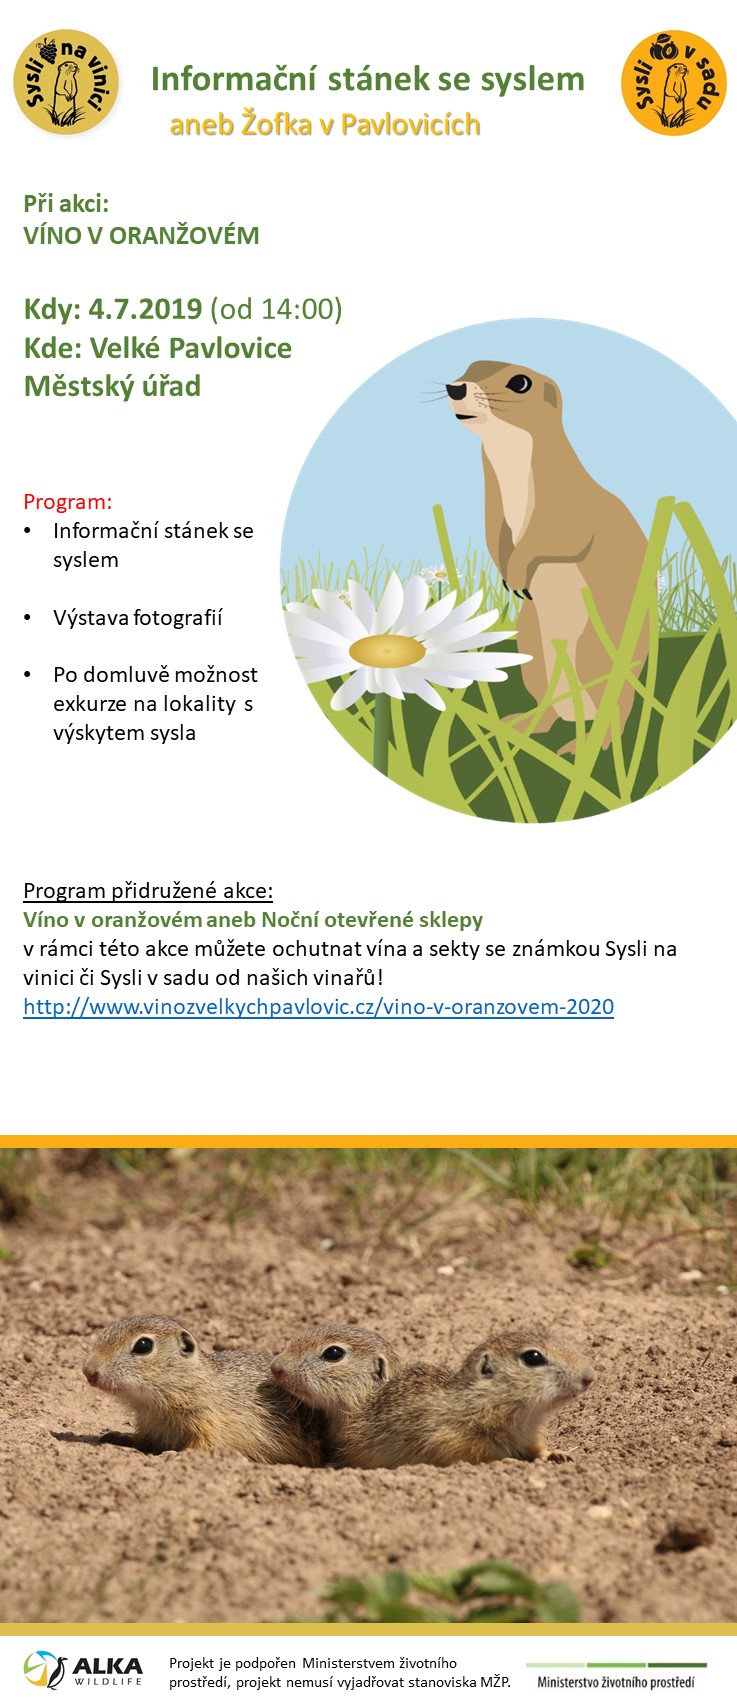 Sysli na vinici
Informační stánek se syslem
aneb Žofka v Pavlovicích
Sysli v sadu
Při akci:
VÍNO V ORANŽOVÉM
Kdy: 4.7.2019 (od 14:00)
Kde: Velké Pavlovice
Městský úřad
Program:
• Informační stánek se
syslem
• Výstava fotografií
• Po domluvě možnost
exkurze na lokality s
výskytem sysla
Program přidružené akce:
Víno v oranžovém aneb Noční otevřené sklepy
v rámci této akce můžete ochutnat vína a sekty se známkou Sysli na
vinici či Sysli v sadu od našich vinařů!
http://www.vinozvelkychpavlovic.cz/vino-v-oranzovem-2020
ALKA
WILDLIFE
Projekt je podpořen Ministerstvem životního
prostředí, projekt nemusí vyjadřovat stanoviska MŽP.
Ministerstvo životního prostředí